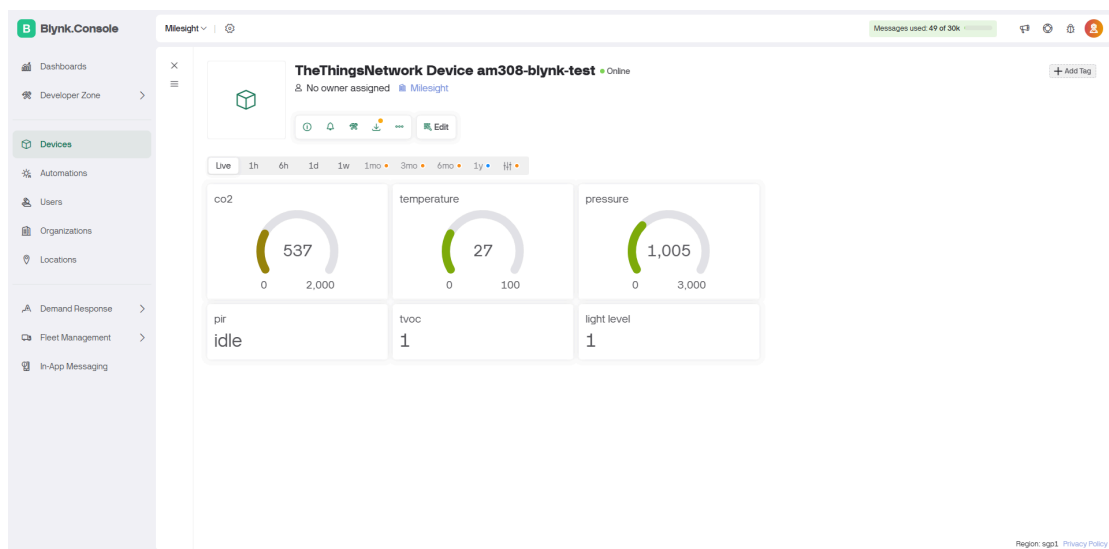 B Blynk.Console
Milesight
Messages used: 49 of 30k
Dashboards
Developer Zone
Devices
Automations
Users
Organizations
Locations
Demand Response
Fleet Management
In-App Messaging
TheThingsNetwork Device am308-blynk-test Online
No owner assigned Milesight
Edit
+ Add Tag
Live 1h 6h 1d 1w 1mo 3mo 6mo 1y
co2
537
0 2,000
temperature
27
0 100
pressure
1,005
0 3,000
pir
idle
tvoc
1
light level
1
Region: sgp1 Privacy Policy